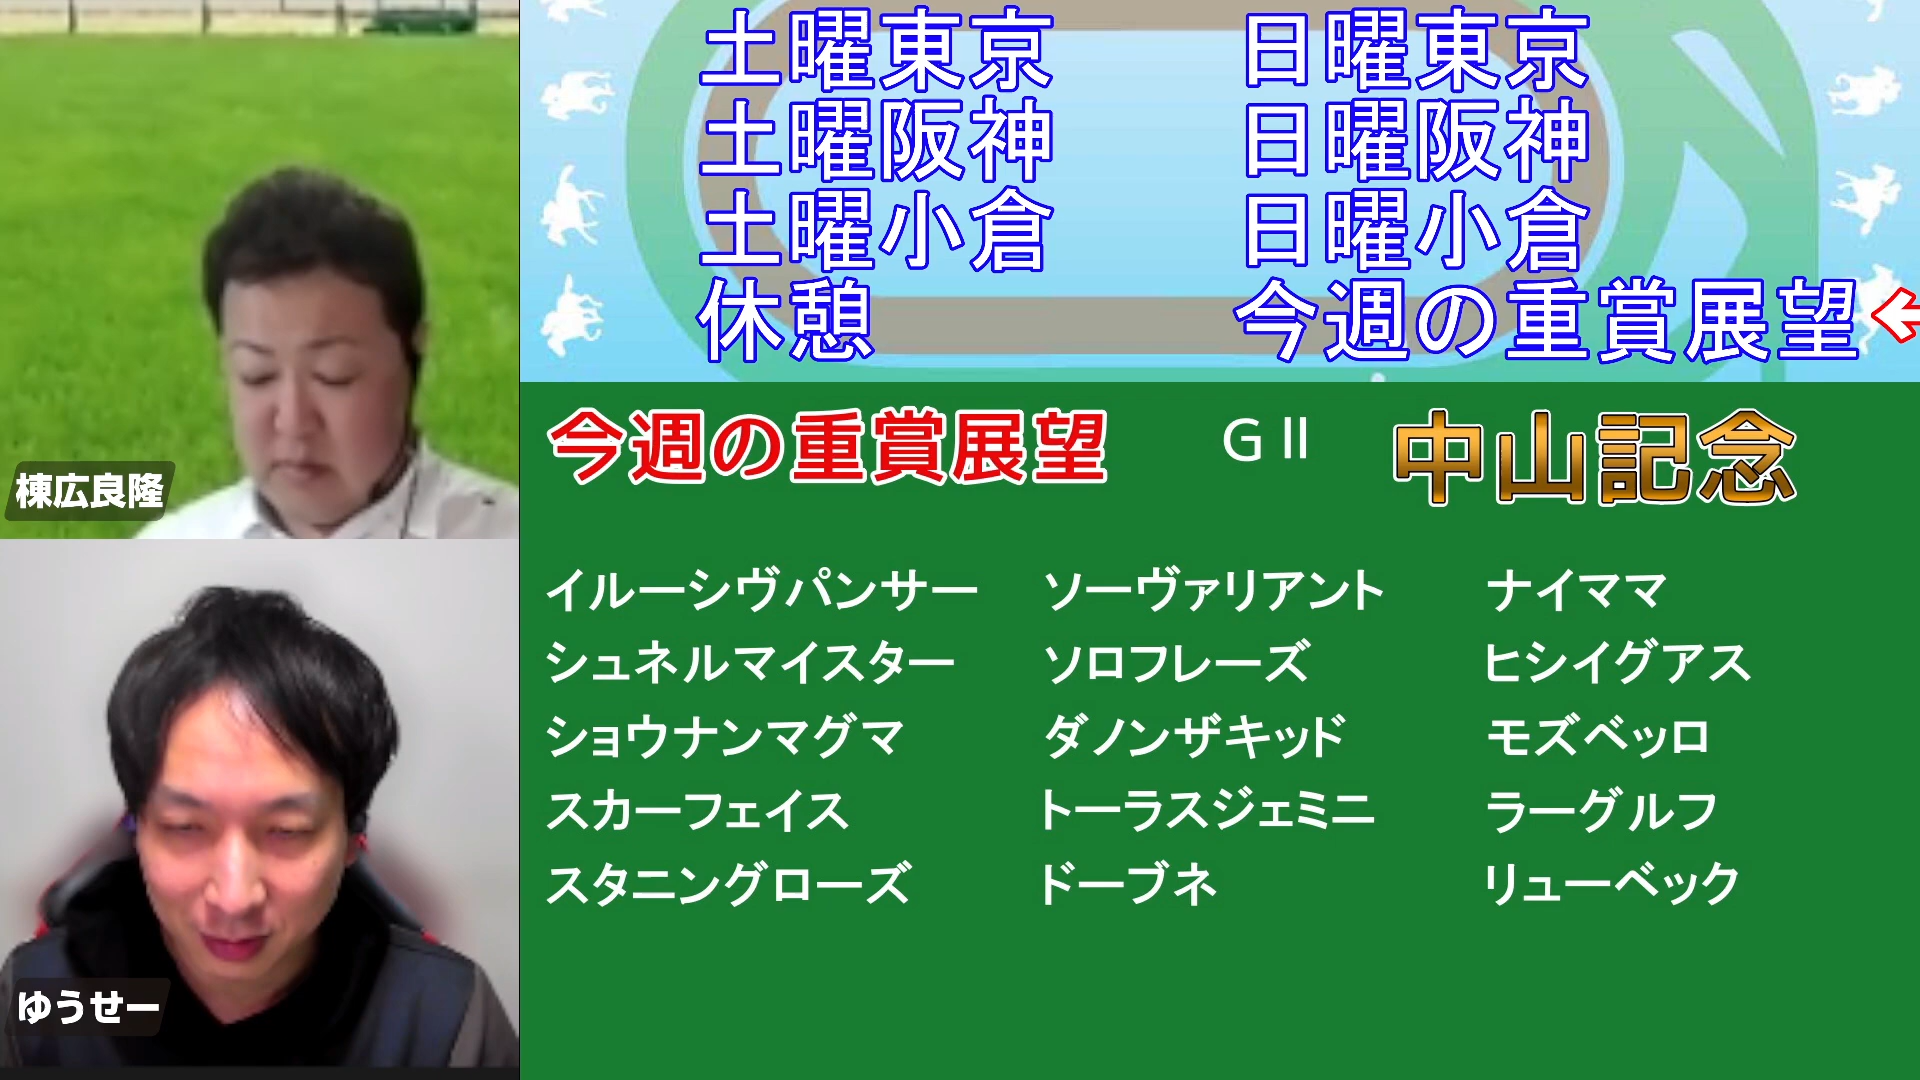 土曜東京 日曜東京
土曜阪神 日曜阪神
土曜小倉 日曜小倉
休憩 今週の重賞展望
今週の重賞展望 GⅡ 中山記念
イルーシヴパンサー ソーヴァリアント ナイママ
シュネルマイスター ソロフレーズ ヒシイグアス
ショウナンマグマ ダノンザキッド モズベッロ
スカーフェイス トーラスジェミニ ラーグルフ
スタニングローズ ドーブネ リューベック
棟広良隆
ゆうせー